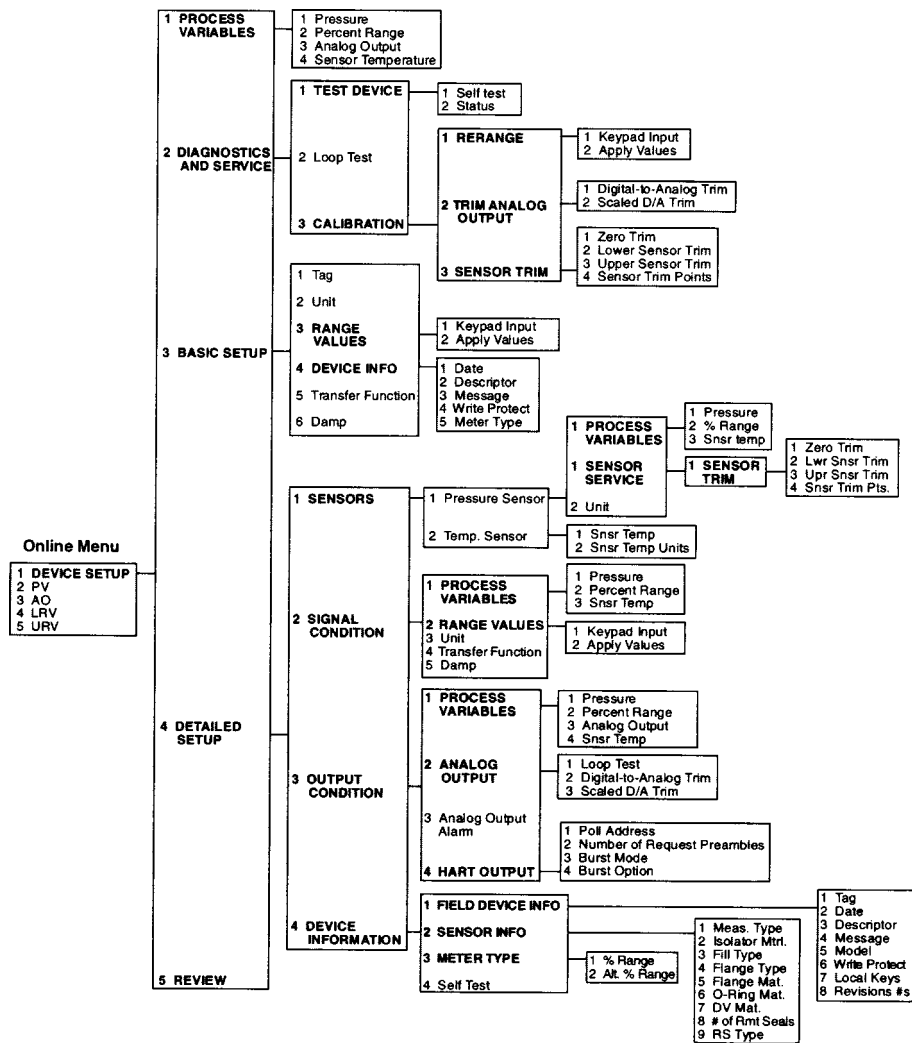 Online Menu
1 DEVICE SETUP
2 PV
3 AO
4 LRV
5 URV
1 PROCESS
VARIABLES
2 DIAGNOSTICS
AND SERVICE
3 BASIC SETUP
4 DETAILED
SETUP
5 REVIEW
1 Pressure
2 Percent Range
3 Analog Output
4 Sensor Temperature
1 TEST DEVICE
2 Loop Test
3 CALIBRATION
1 Self test
2 Status
1 RERANGE
2 TRIM ANALOG
OUTPUT
3 SENSOR TRIM
1 Keypad Input
2 Apply Values
1 Digital-to-Analog Trim
2 Scaled D/A Trim
1 Zero Trim
2 Lower Sensor Trim
3 Upper Sensor Trim
4 Sensor Trim Points
1 Tag
2 Unit
3 RANGE
VALUES
4 DEVICE INFO
5 Transfer Function
6 Damp
1 Keypad Input
2 Apply Values
1 Date
2 Descriptor
3 Message
4 Write Protect
5 Meter Type
1 SENSORS
2 SIGNAL
CONDITION
3 OUTPUT
CONDITION
4 DEVICE
INFORMATION
1 Pressure Sensor
2 Temp. Sensor
1 PROCESS
VARIABLES
1 SENSOR
SERVICE
2 Unit
1 Pressure
2 % Range
3 Snsr temp
1 SENSOR
TRIM
1 Zero Trim
2 Lwr Snsr Trim
3 Upr Snsr Trim
4 Snsr Trim Pts.
1 Snsr Temp
2 Snsr Temp Units
1 PROCESS
VARIABLES
2 RANGE VALUES
3 Unit
4 Transfer Function
5 Damp
1 Pressure
2 Percent Range
3 Snsr Temp
1 Keypad Input
2 Apply Values
1 PROCESS
VARIABLES
2 ANALOG
OUTPUT
3 Analog Output
Alarm
4 HART OUTPUT
1 Pressure
2 Percent Range
3 Analog Output
4 Snsr Temp
1 Loop Test
2 Digital-to-Analog Trim
3 Scaled D/A Trim
1 Poll Address
2 Number of Request Preambles
3 Burst Mode
4 Burst Option
1 FIELD DEVICE INFO
2 SENSOR INFO
3 METER TYPE
4 Self Test
1 % Range
2 Alt. % Range
1 Meas. Type
2 Isolator Mtrl.
3 Fill Type
4 Flange Type
5 Flange Mat.
6 O-Ring Mat.
7 DV Mat.
8 # of Rmt Seals
9 RS Type
1 Tag
2 Date
3 Descriptor
4 Message
5 Model
6 Write Protect
7 Local Keys
8 Revisions #s